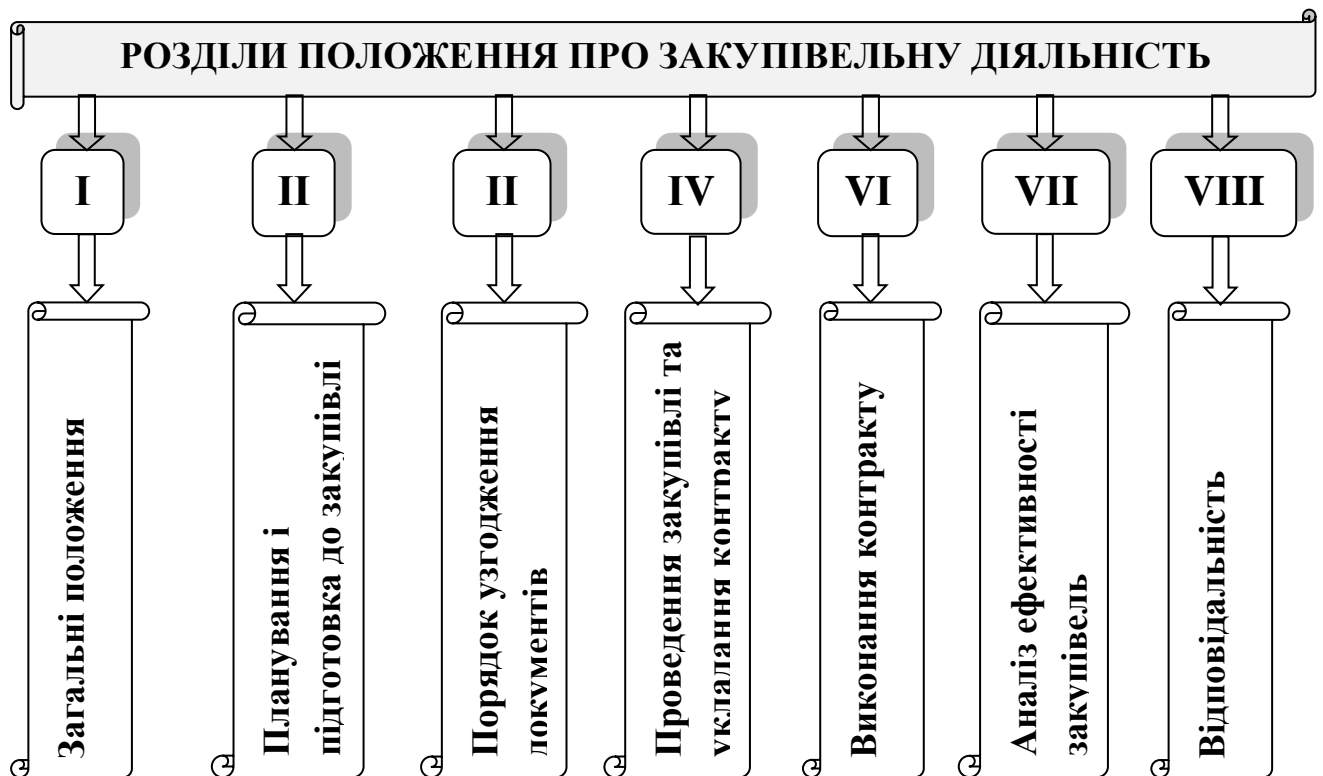 РОЗДІЛИ ПОЛОЖЕННЯ ПРО ЗАКУПІВЕЛЬНУ ДІЯЛЬНІСТЬ
I
II
II
IV
VI
VII
VIII
Загальні положення
Планування і
підготовка до закупівлі
Порядок узгодження
документів
Проведення закупівлі та
укладання контракту
Виконання контракту
Аналіз ефективності
закупівель
Відповідальність